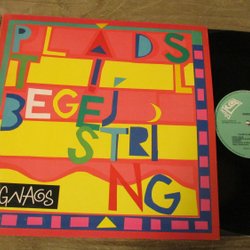 PLADS
TIL
BEGEJ
STRI
NG
GNAGS